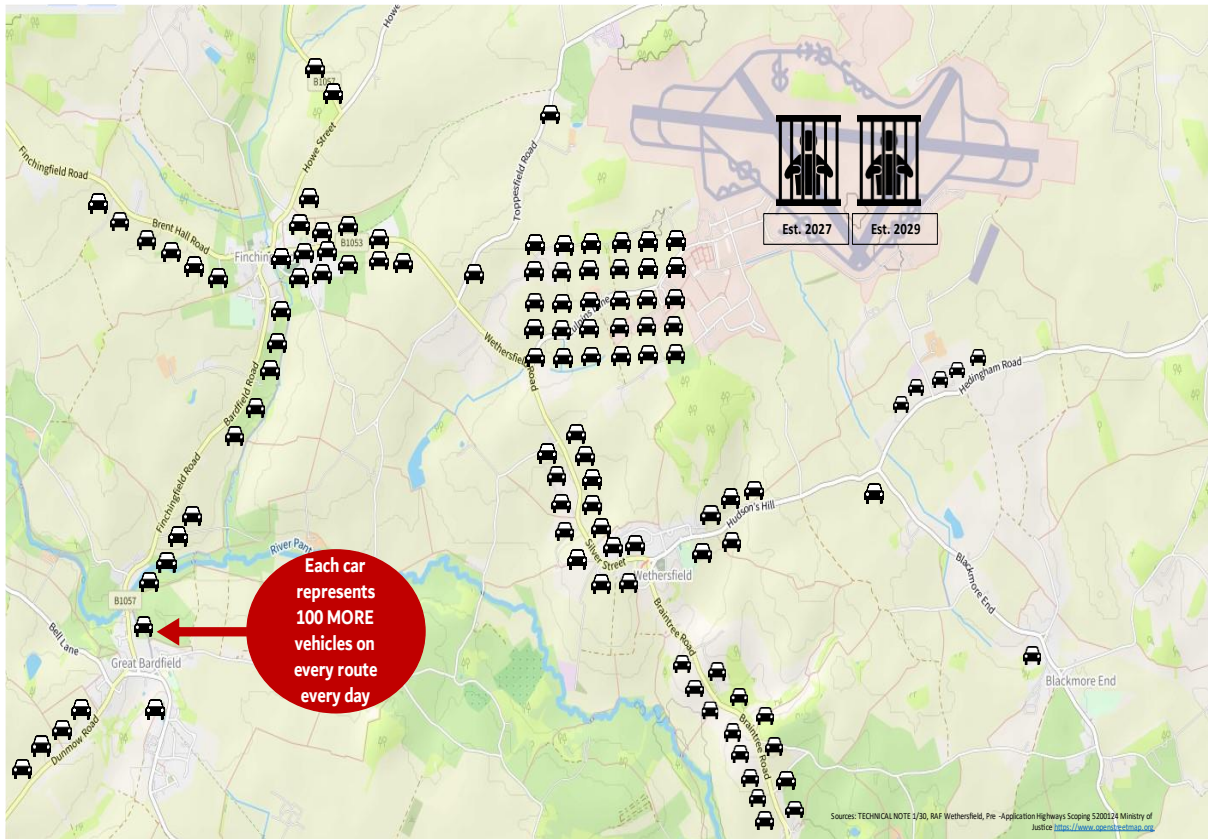 B1057
Howe
Howe Street
Finchingfield Road
Brent Hall Road
B1053
Toppesfield Road
Est. 2027
Est. 2029
Wethersfield Road
Bardfield Road
Finchingfield Road
Hedingham Road
Hudson's Hill
Silver Street
Wethersfield
Blackmore End
River Pant
Each car
represents
100 MORE
vehicles on
every route
every day
B1057
Bell Lane
Great Bardfield
Braintree Road
Blackmore End
Dunmow Road
Braintree Road
Sources: TECHNICAL NOTE 1/30, RAF Wethersfield, Pre -Application Highways Scoping 5200124 Ministry of
Justice https://www.openstreetmap.org